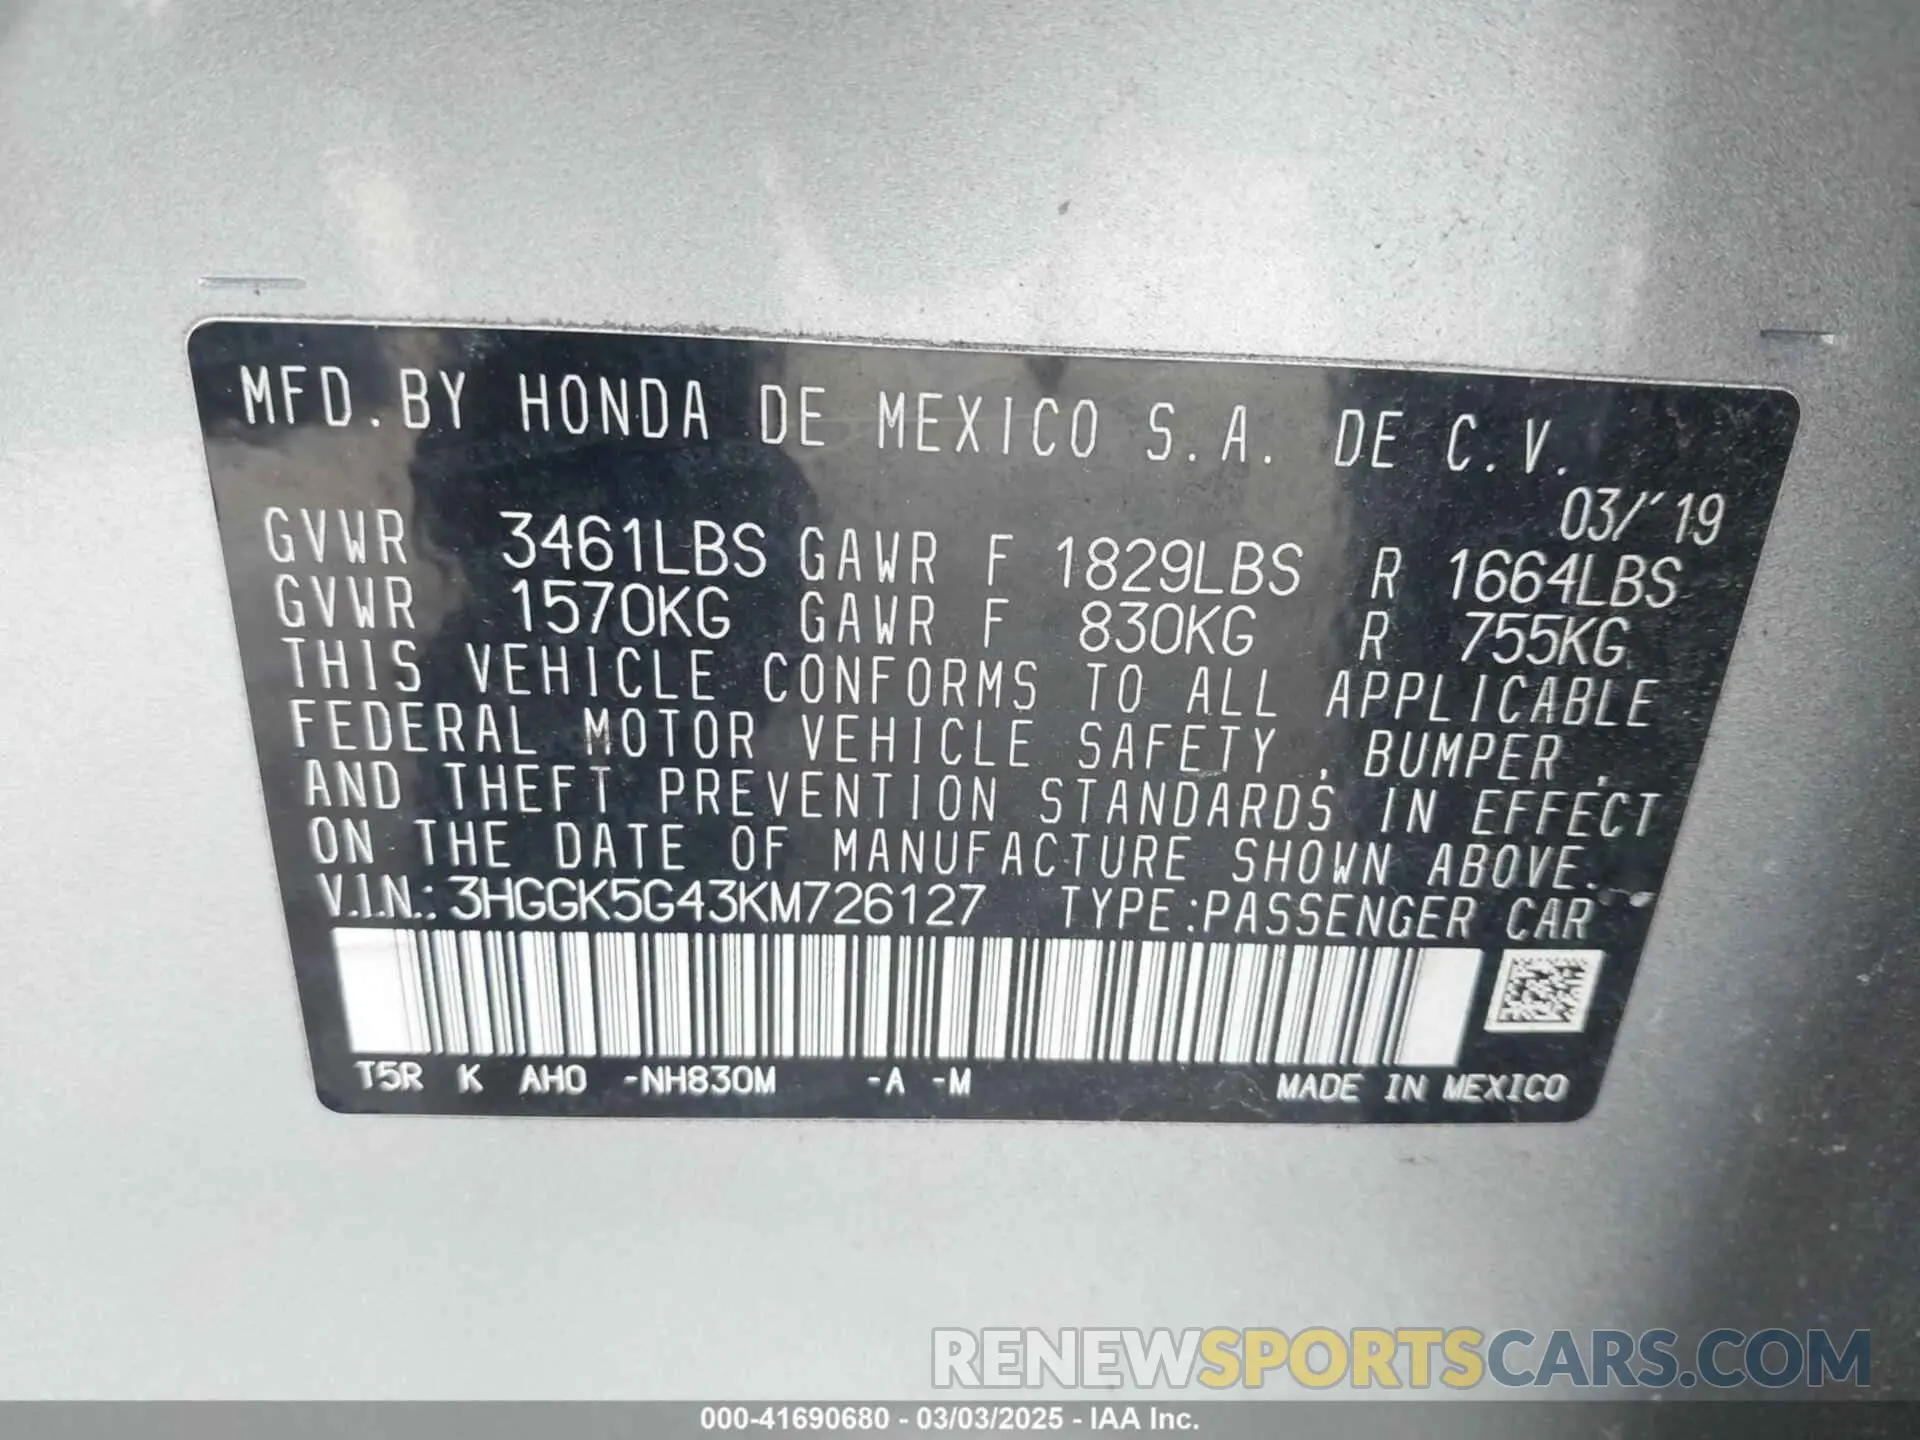 MFD. BY HONDA DE MEXICO S.A. DE C.V.
03/'19
GVWR 3461LBS GAWR F 1829LBS R 1664LBS
GVWR 1570KG GAWR F 830KG R 755KG
THIS VEHICLE CONFORMS TO ALL APPLICABLE
FEDERAL MOTOR VEHICLE SAFETY , BUMPER ,
AND THEFT PREVENTION STANDARDS IN EFFECT
ON THE DATE OF MANUFACTURE SHOWN ABOVE.
V.I.N.: 3HGGK5G43KM726127 TYPE:PASSENGER CAR
T5R K AH0 -NH830M -A -M MADE IN MEXICO
RENEWSPORTSCARS.COM
000-41690680 - 03/03/2025 - IAA Inc.